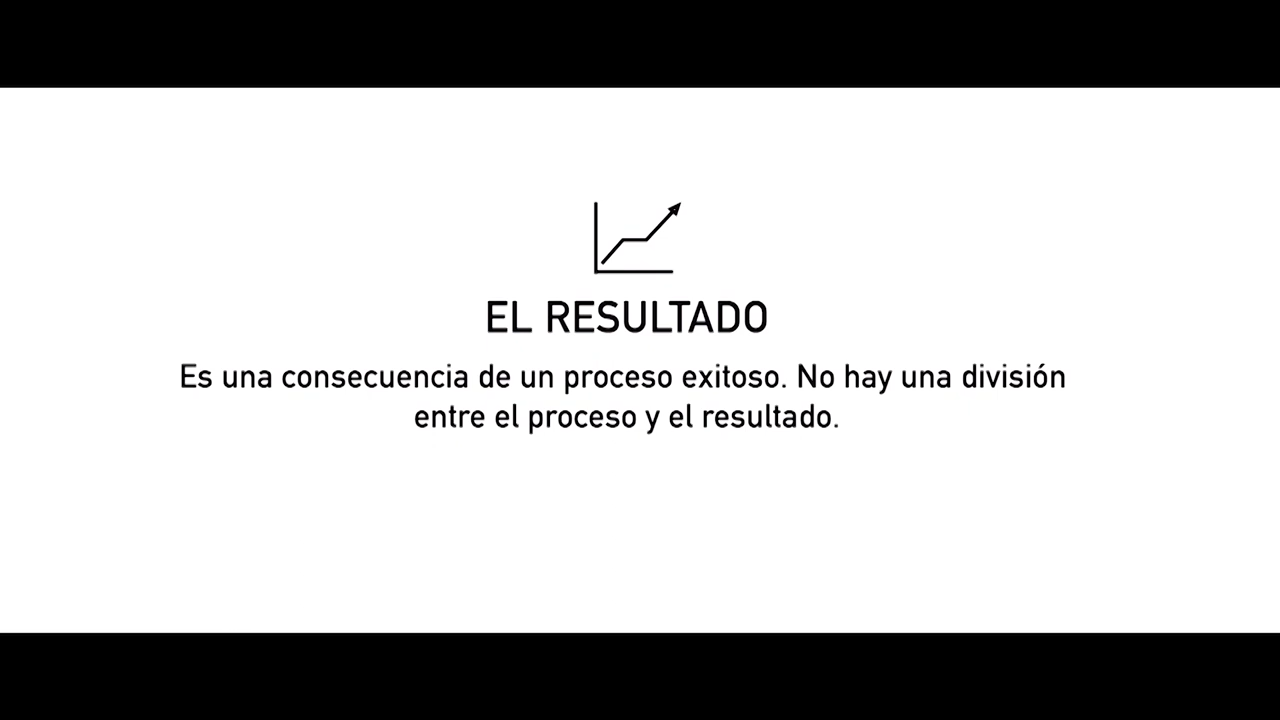 EL RESULTADO
Es una consecuencia de un proceso exitoso. No hay una división
entre el proceso y el resultado.